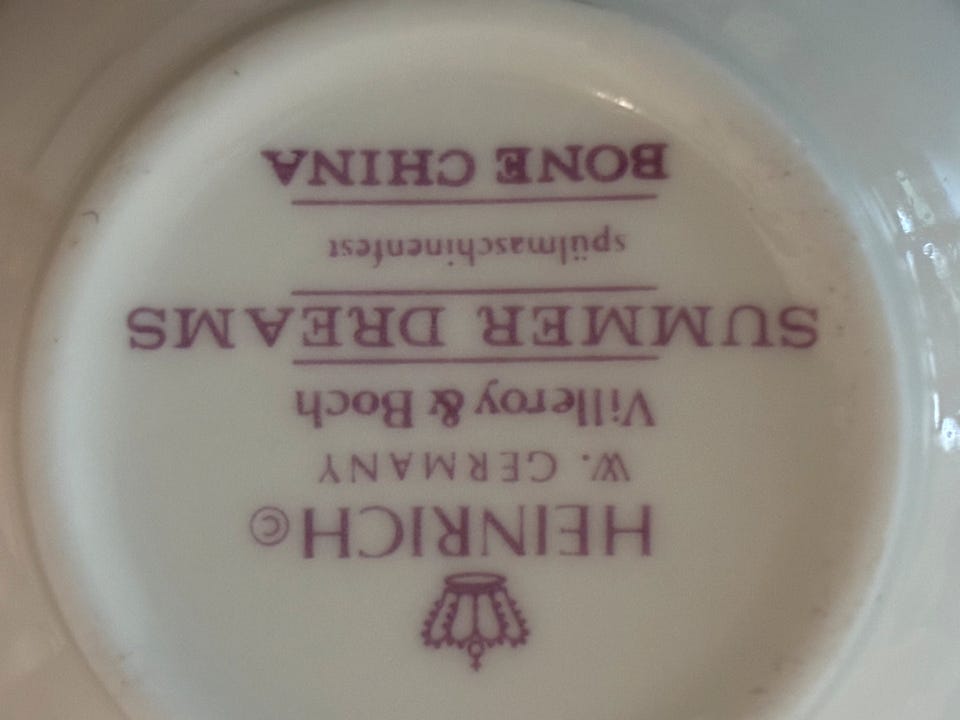 HEINRICH©
W. GERMANY
Villeroy & Boch
SUMMER DREAMS
spülmaschinenfest
BONE CHINA